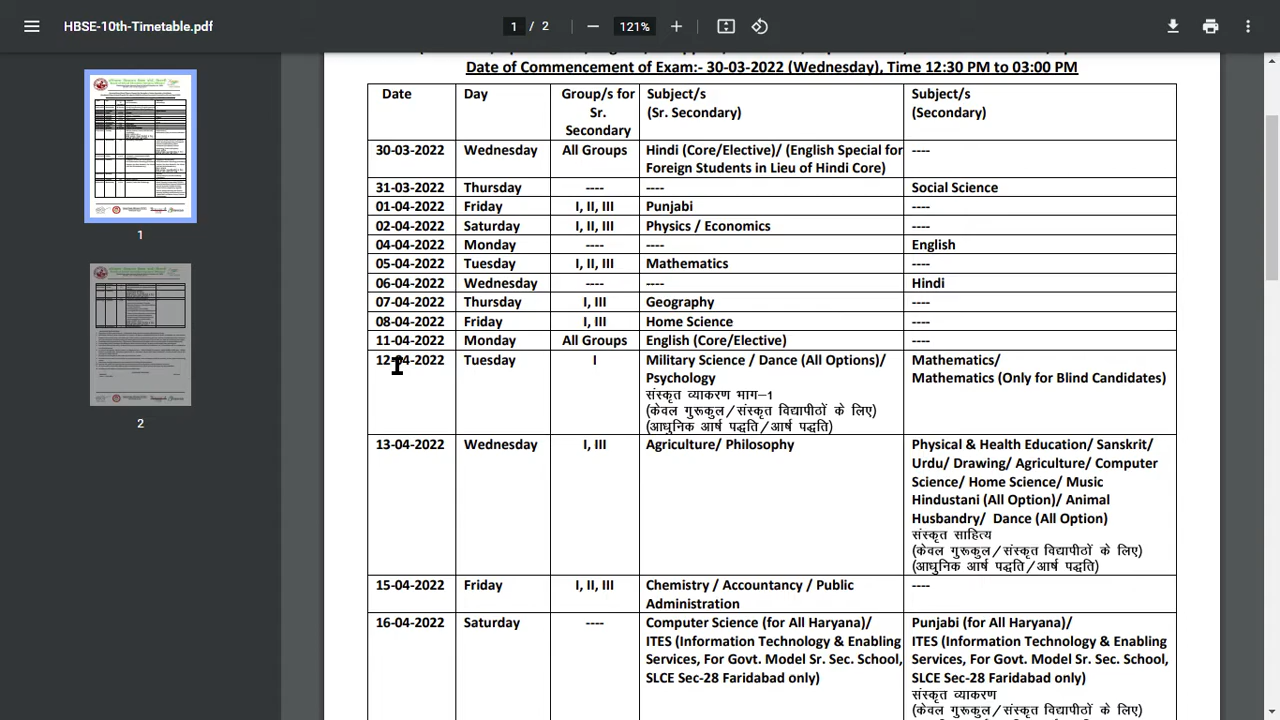 HBSE-10th-Timetable.pdf
1 / 2
121%
Date of Commencement of Exam:- 30-03-2022 (Wednesday), Time 12:30 PM to 03:00 PM
Date Day Group/s for Sr. Secondary Subject/s (Sr. Secondary) Subject/s (Secondary)
30-03-2022 Wednesday All Groups Hindi (Core/Elective)/ (English Special for ----
Foreign Students in Lieu of Hindi Core)
31-03-2022 Thursday ---- ---- Social Science
01-04-2022 Friday I, II, III Punjabi ----
02-04-2022 Saturday I, II, III Physics / Economics ----
04-04-2022 Monday ---- ---- English
05-04-2022 Tuesday I, II, III Mathematics ----
06-04-2022 Wednesday ---- ---- Hindi
07-04-2022 Thursday I, III Geography ----
08-04-2022 Friday I, III Home Science ----
11-04-2022 Monday All Groups English (Core/Elective) ----
12-04-2022 Tuesday I Military Science / Dance (All Options)/ Mathematics/
Psychology Mathematics (Only for Blind Candidates)
संस्कृत व्याकरण भाग-1
(केवल गुरूकुल/संस्कृत विद्यापीठों के लिए)
(आधुनिक आर्ष पद्धति/आर्ष पद्धति)
13-04-2022 Wednesday I, III Agriculture/ Philosophy Physical & Health Education/ Sanskrit/
Urdu/ Drawing/ Agriculture/ Computer
Science/ Home Science/ Music
Hindustani (All Option)/ Animal
Husbandry/ Dance (All Option)
संस्कृत साहित्य
(केवल गुरूकुल/संस्कृत विद्यापीठों के लिए)
(आधुनिक आर्ष पद्धति/आर्ष पद्धति)
15-04-2022 Friday I, II, III Chemistry / Accountancy / Public ----
Administration
16-04-2022 Saturday ---- Computer Science (for All Haryana)/ Punjabi (for All Haryana)/
ITES (Information Technology & Enabling ITES (Information Technology & Enabling
Services, For Govt. Model Sr. Sec. School, Services, For Govt. Model Sr. Sec. School,
SLCE Sec-28 Faridabad only) SLCE Sec-28 Faridabad only)
संस्कृत व्याकरण
(केवल गुरूकुल/संस्कृत विद्यापीठों के लिए)
1
2